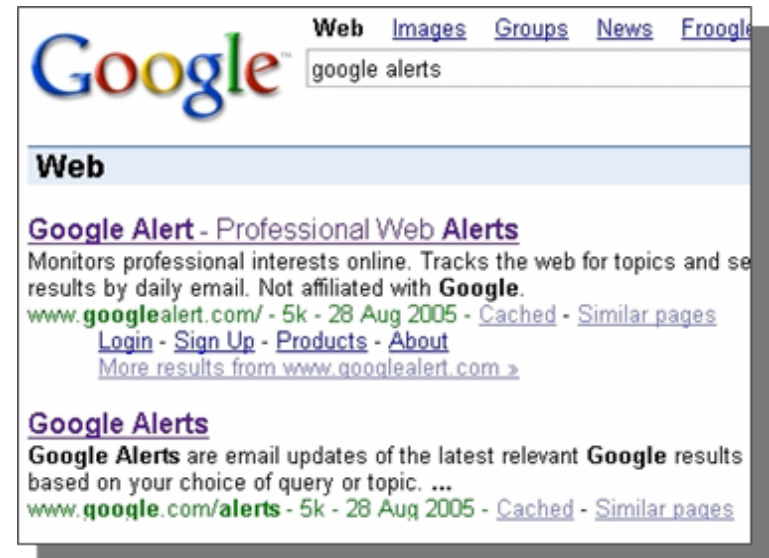 Web Images Groups News Froogle
Google™
google alerts
Web
Google Alert - Professional Web Alerts
Monitors professional interests online. Tracks the web for topics and se
results by daily email. Not affiliated with Google.
www.googlealert.com/ - 5k - 28 Aug 2005 - Cached - Similar pages
Login - Sign Up - Products - About
More results from www.googlealert.com »
Google Alerts
Google Alerts are email updates of the latest relevant Google results
based on your choice of query or topic. ...
www.google.com/alerts - 5k - 28 Aug 2005 - Cached - Similar pages